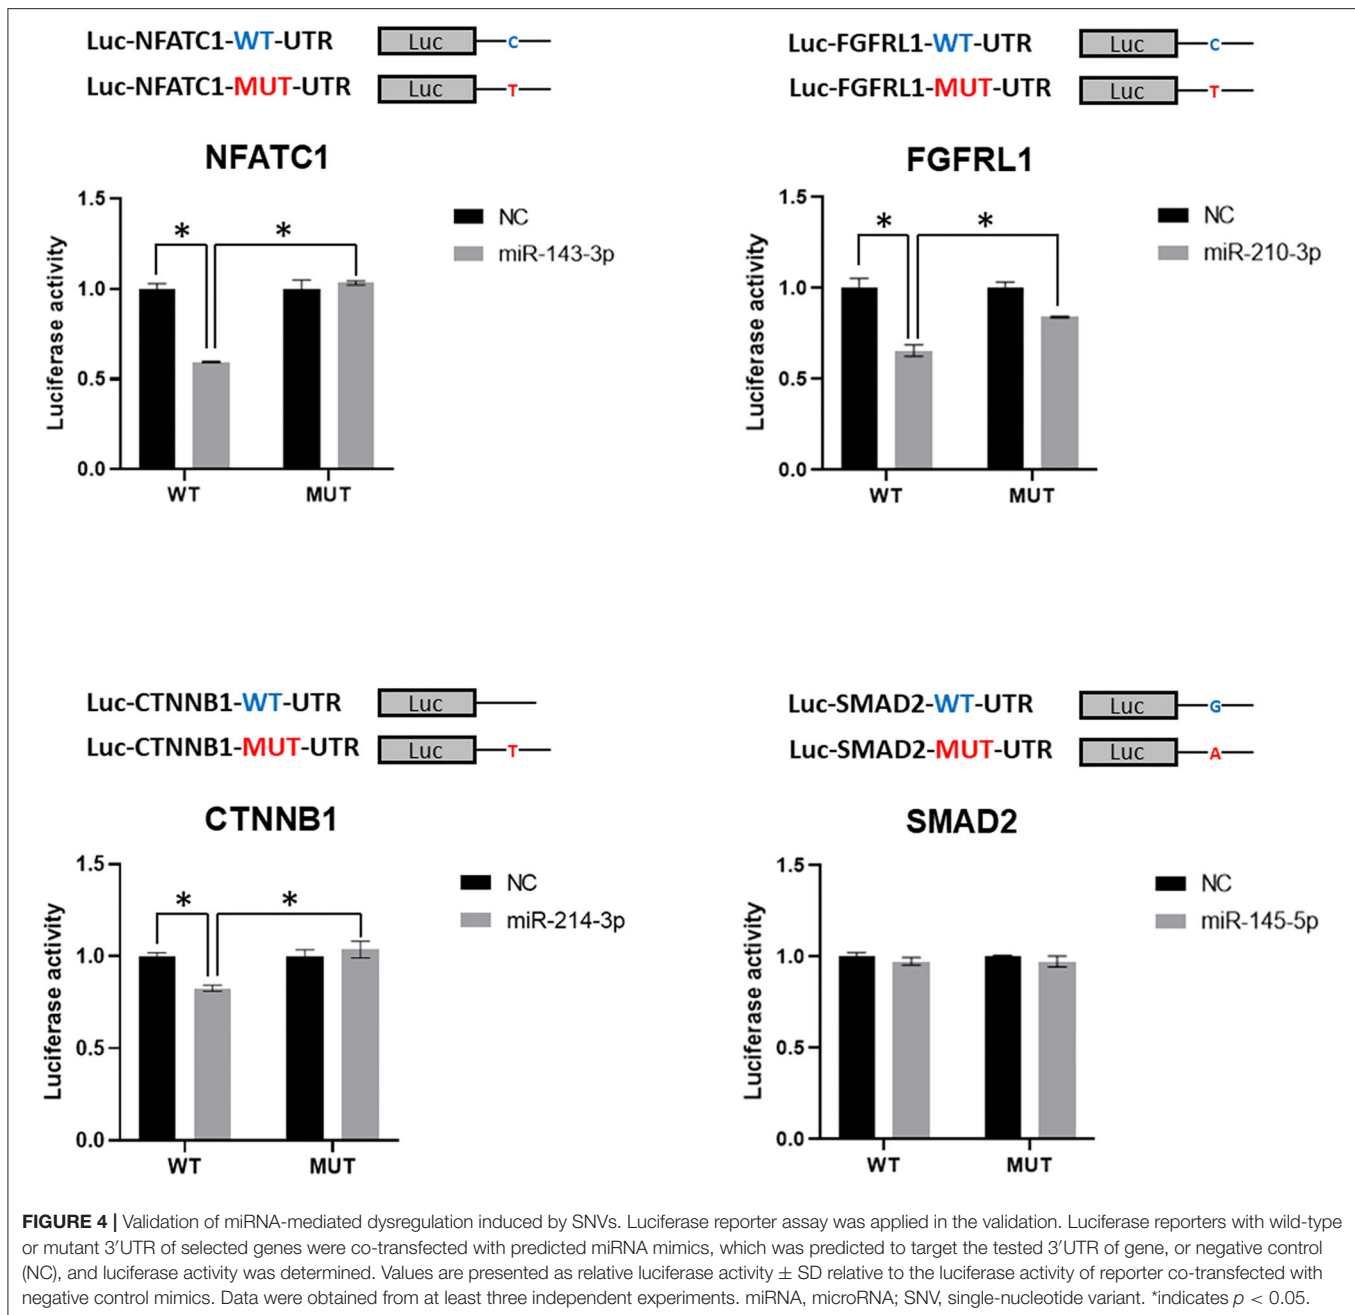 Luc-NFATC1-WT-UTR Luc C
Luc-NFATC1-MUT-UTR Luc T
NFATC1
1.5
1.0
0.5
0.0
Luciferase activity
* *
NC
miR-143-3p
WT MUT
Luc-FGFRL1-WT-UTR Luc C
Luc-FGFRL1-MUT-UTR Luc T
FGFRL1
1.5
1.0
0.5
0.0
Luciferase activity
* *
NC
miR-210-3p
WT MUT
Luc-CTNNB1-WT-UTR Luc
Luc-CTNNB1-MUT-UTR Luc T
CTNNB1
1.5
1.0
0.5
0.0
Luciferase activity
* *
NC
miR-214-3p
WT MUT
Luc-SMAD2-WT-UTR Luc G
Luc-SMAD2-MUT-UTR Luc A
SMAD2
1.5
1.0
0.5
0.0
Luciferase activity
NC
miR-145-5p
WT MUT
FIGURE 4 | Validation of miRNA-mediated dysregulation induced by SNVs. Luciferase reporter assay was applied in the validation. Luciferase reporters with wild-type
or mutant 3′UTR of selected genes were co-transfected with predicted miRNA mimics, which was predicted to target the tested 3′UTR of gene, or negative control
(NC), and luciferase activity was determined. Values are presented as relative luciferase activity ± SD relative to the luciferase activity of reporter co-transfected with
negative control mimics. Data were obtained from at least three independent experiments. miRNA, microRNA; SNV, single-nucleotide variant. *indicates p < 0.05.